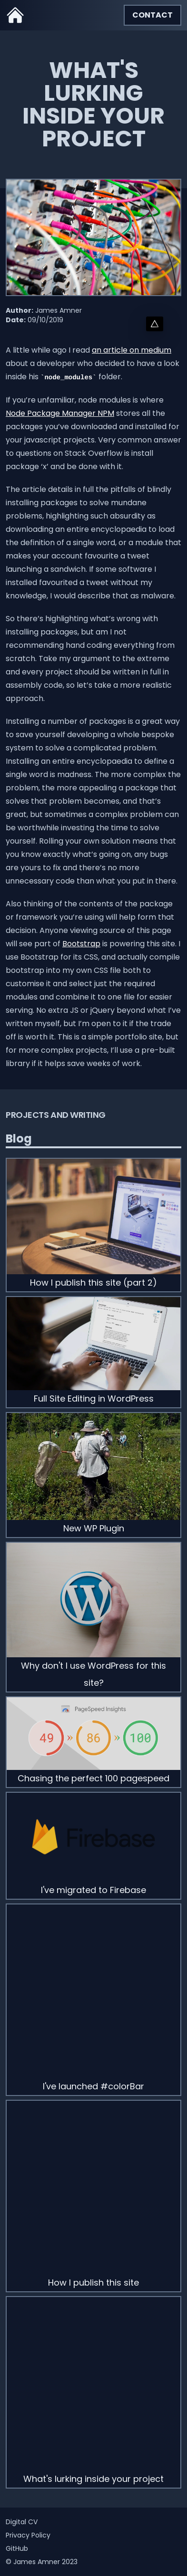 CONTACT
WHAT'S
LURKING
INSIDE YOUR
PROJECT
Author: James Amner
Date: 09/10/2019
A little while ago I read an article on medium
about a developer who decided to have a look
inside his `node_modules` folder.
If you're unfamiliar, node modules is where
Node Package Manager NPM stores all the
packages you've downloaded and installed for
your javascript projects. Very common answers
to questions on Stack Overflow is install
package 'x' and be done with it.
The article details in full the pitfalls of blindly
installing packages to solve mundane
problems, highlighting such absurdity as
downloading an entire encyclopaedia to load
the definition of a single word, or a module that
makes your account favourite a tweet
launching a sandwich. If some software I
installed favourited a tweet without my
knowledge, I would describe that as malware.
So there's highlighting what's wrong with
installing packages, but am I not
recommending hand coding everything from
scratch. Take my argument to the extreme
and every project should be written in full in
assembly code, so let's take a more realistic
approach.
Installing a number of packages is a great way
to save yourself developing a whole bespoke
system to solve a complicated problem.
Installing an entire encyclopaedia to define a
single word is madness. The more complex the
problem, the more appealing a package that
solves that problem becomes, and that's
great, but sometimes a complex problem can
be worthwhile investing the time to solve
yourself. Rolling your own solution means that
you know exactly what's going on, any bugs
are yours to fix and there's no more
unnecessary code than what you put in there.
Also thinking of the contents of the package
or framework you're using will help form that
decision. Anyone viewing source of this page
will see part of Bootstrap is powering this site. I
use Bootstrap for its CSS, and actually compile
bootstrap into my own CSS file both to
customise it and select just the required
modules and combine it to one file for easier
serving. No extra JS or jQuery beyond what I've
written myself, but I'm open to it if the trade
off is worth it. This is a simple portfolio site, but
for more complex projects, I'll use a pre-built
library if it helps save weeks of work.
PROJECTS AND WRITING
Blog
How I publish this site (part 2)
Full Site Editing in WordPress
New WP Plugin
Why don't I use WordPress for this
site?
PageSpeed Insights
49 » 86 » 100
Chasing the perfect 100 pagespeed
Firebase
I've migrated to Firebase
I've launched #colorBar
How I publish this site
What's lurking inside your project
Digital CV
Privacy Policy
GitHub
© James Amner 2023